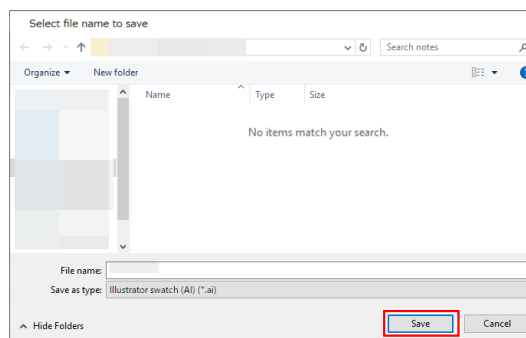 Select file name to save
Search notes
Organize New folder
Name Type Size
No items match your search.
File name:
Save as type: Illustrator swatch (AI) (*.ai)
Hide Folders Save Cancel